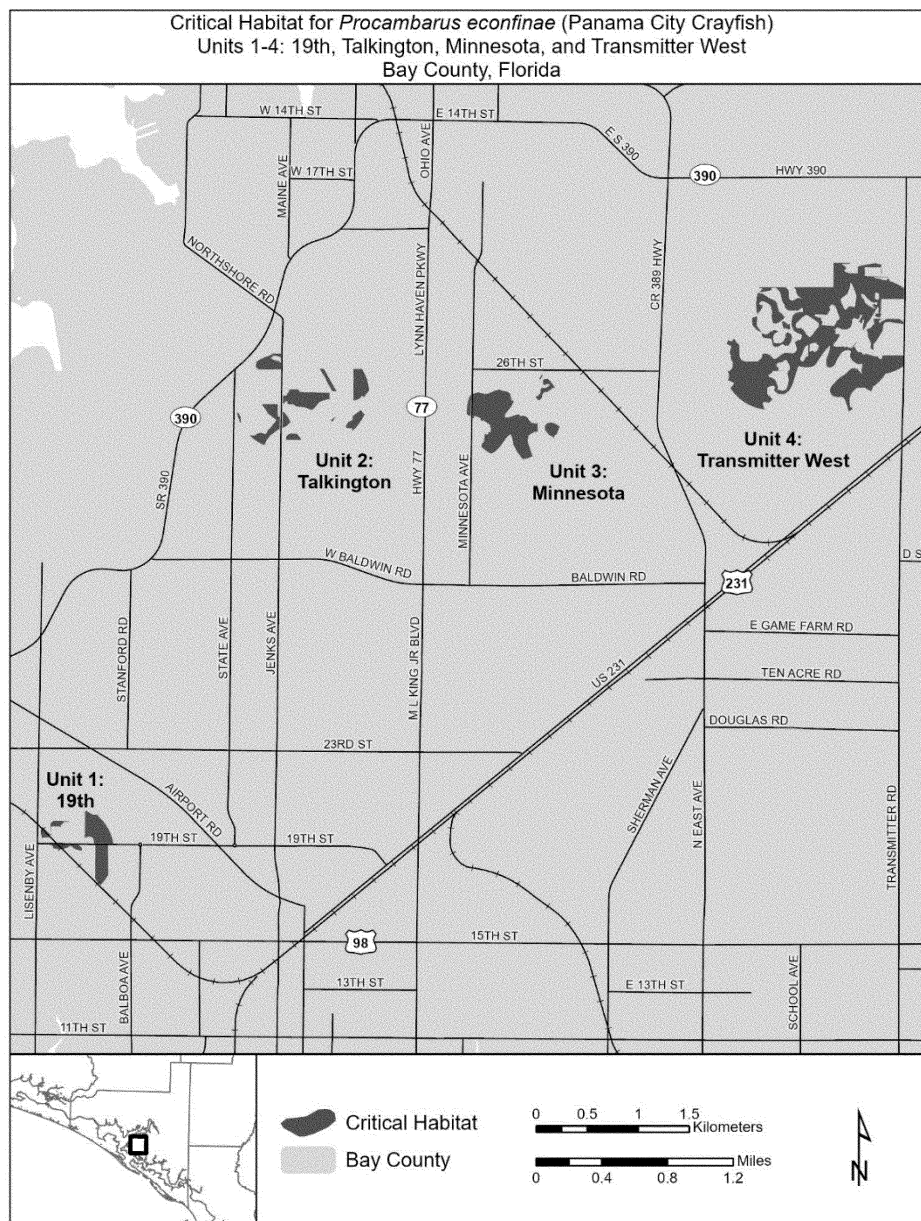 Critical Habitat for Procambarus econfinae (Panama City Crayfish)
Units 1-4: 19th, Talkington, Minnesota, and Transmitter West
Bay County, Florida
W 14TH ST
E 14TH ST
OHIO AVE
E S 390
390
HWY 390
MAINE AVE
W 17TH ST
NORTHSHORE RD
LYNN HAVEN PKWY
CR 389 HWY
26TH ST
390
77
SR 390
Unit 2:
Talkington
HWY 77
MINNESOTA AVE
Unit 3:
Minnesota
Unit 4:
Transmitter West
W BALDWIN RD
BALDWIN RD
231
D S
STANFORD RD
STATE AVE
JENKS AVE
M L KING JR BLVD
US 231
E GAME FARM RD
TEN ACRE RD
DOUGLAS RD
23RD ST
Unit 1:
19th
AIRPORT RD
SHERMAN AVE
N EAST AVE
TRANSMITTER RD
LISENBY AVE
19TH ST
19TH ST
98
15TH ST
BALBOA AVE
13TH ST
E 13TH ST
SCHOOL AVE
11TH ST
Critical Habitat
Bay County
0 0.5 1 1.5
Kilometers
Miles
0 0.4 0.8 1.2
N